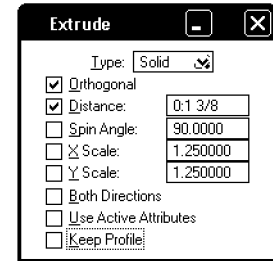 Extrude
Type: Solid
Orthogonal
Distance: 0:1 3/8
Spin Angle: 90.0000
X Scale: 1.250000
Y Scale: 1.250000
Both Directions
Use Active Attributes
Keep Profile